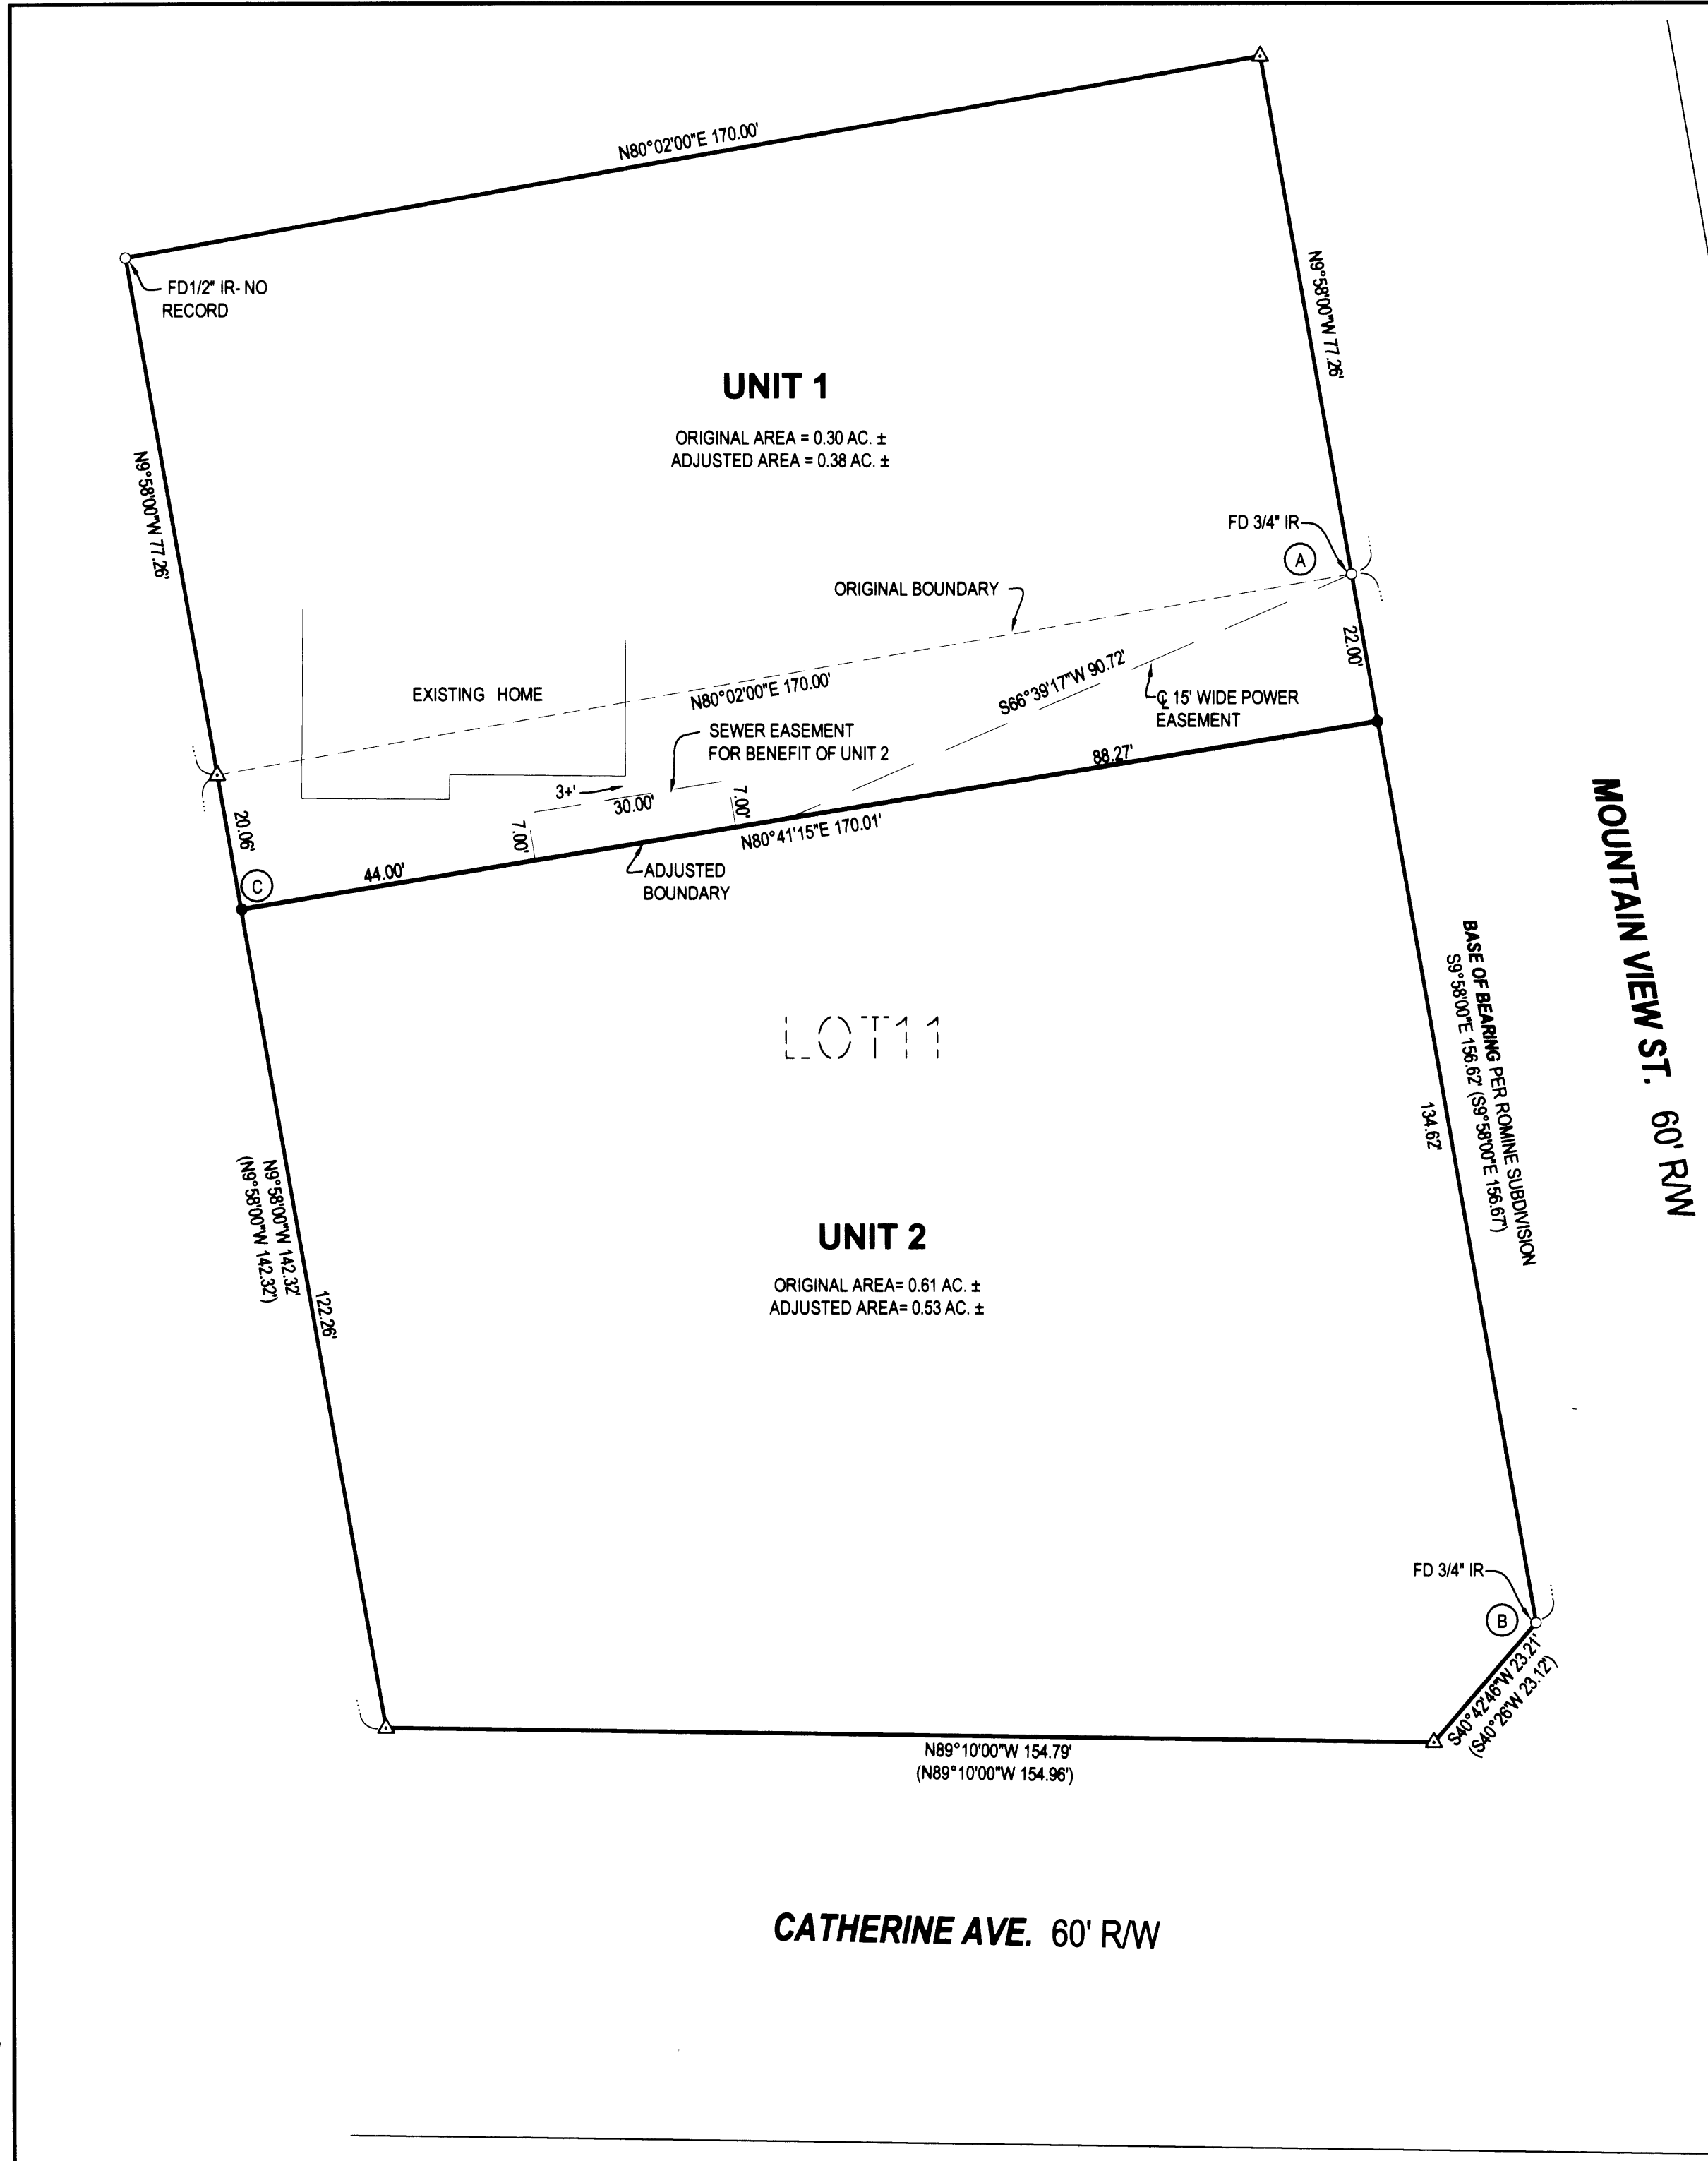 N80°02'00"E 170.00'
FD1/2" IR- NO
RECORD
N9°58'00"W 77.26'
N9°58'00"W 77.26'
UNIT 1
ORIGINAL AREA = 0.30 AC. ±
ADJUSTED AREA = 0.38 AC. ±
FD 3/4" IR
A
ORIGINAL BOUNDARY
22.00'
EXISTING HOME
N80°02'00"E 170.00'
S66°39'17"W 90.72'
℄ 15' WIDE POWER
EASEMENT
SEWER EASEMENT
FOR BENEFIT OF UNIT 2
88.27'
3+'
30.00'
7.00'
7.00'
20.06'
N80°41'15"E 170.01'
44.00'
C
ADJUSTED
BOUNDARY
MOUNTAIN VIEW ST. 60' R/W
BASE OF BEARING PER ROMINE SUBDIVISION
S9°58'00"E 156.62' (S9°58'00"E 156.67')
134.62'
LOT11
N9°58'00"W 142.32'
(N9°58'00"W 142.32')
122.26'
UNIT 2
ORIGINAL AREA= 0.61 AC. ±
ADJUSTED AREA= 0.53 AC. ±
FD 3/4" IR
B
S40°42'46"W 23.21'
(S40°26'W 23.12')
N89°10'00"W 154.79'
(N89°10'00"W 154.96')
CATHERINE AVE. 60' R/W